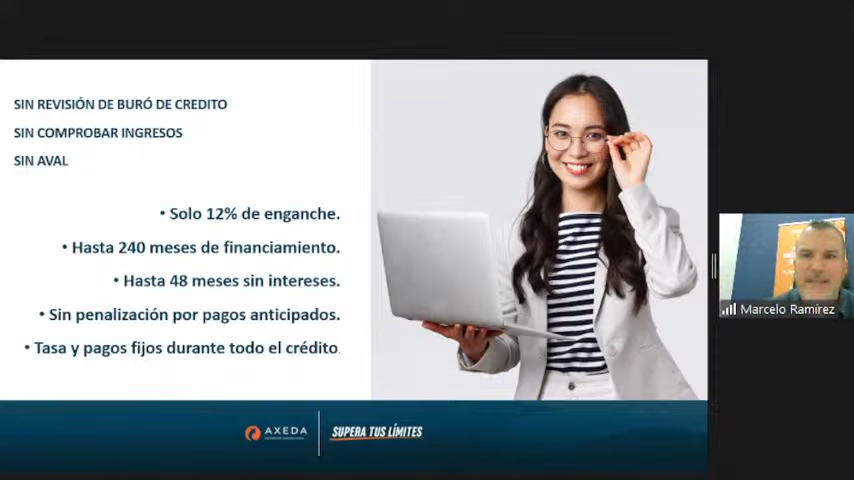 SIN REVISIÓN DE BURÓ DE CREDITO
SIN COMPROBAR INGRESOS
SIN AVAL
• Solo 12% de enganche.
• Hasta 240 meses de financiamiento.
• Hasta 48 meses sin intereses.
• Sin penalización por pagos anticipados.
• Tasa y pagos fijos durante todo el crédito.
AXEDA
SUPERA TUS LÍMITES
Marcelo Ramírez